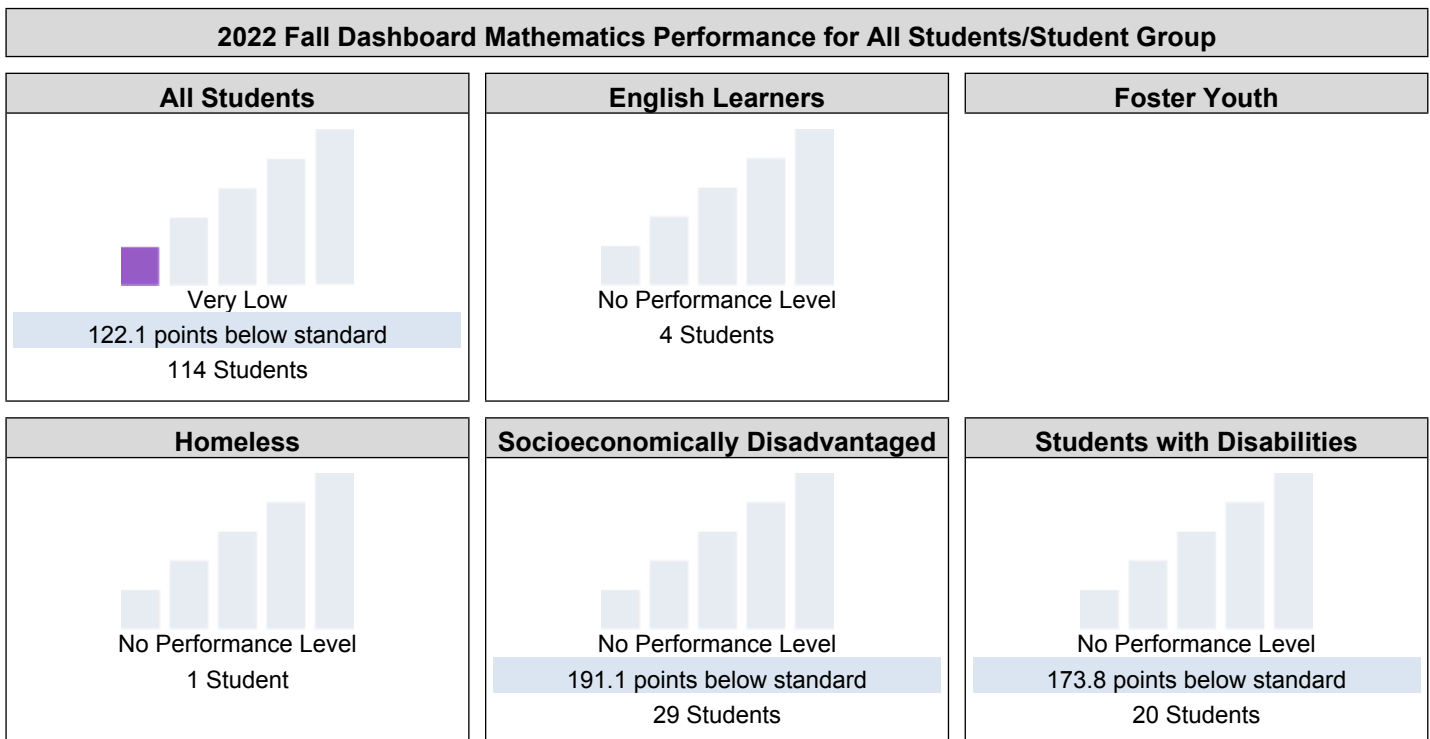 2022 Fall Dashboard Mathematics Performance for All Students/Student Group
All Students
Very Low
122.1 points below standard
114 Students
English Learners
No Performance Level
4 Students
Foster Youth
Homeless
No Performance Level
1 Student
Socioeconomically Disadvantaged
No Performance Level
191.1 points below standard
29 Students
Students with Disabilities
No Performance Level
173.8 points below standard
20 Students